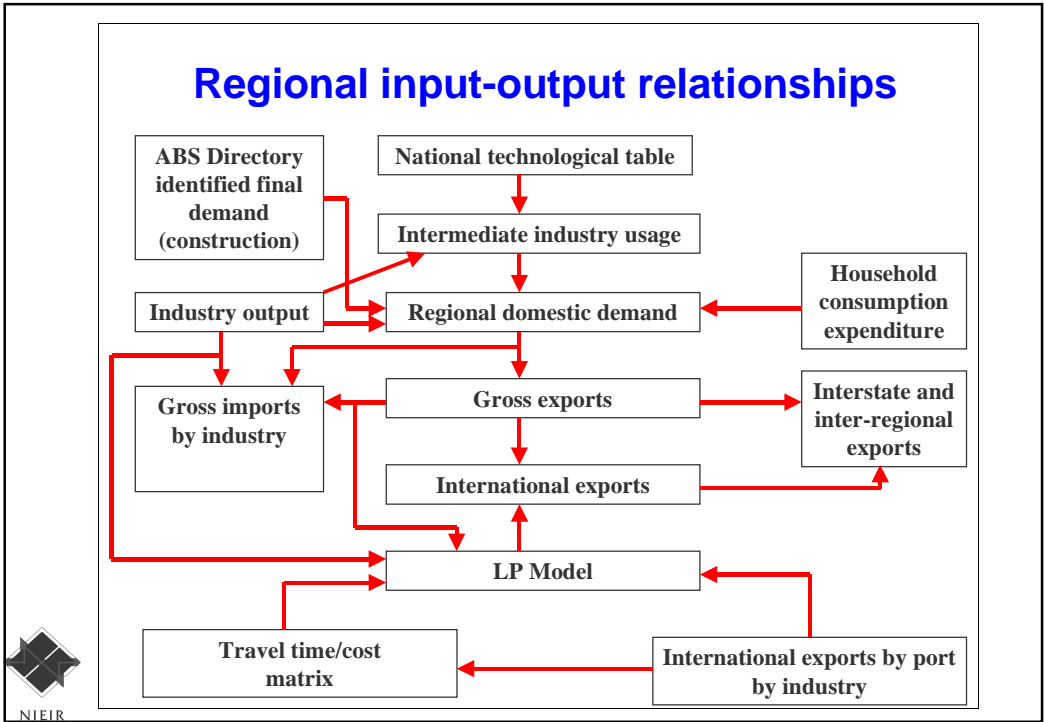 Regional input-output relationships
ABS Directory
identified final
demand
(construction)
National technological table
Intermediate industry usage
Household
consumption
expenditure
Industry output
Regional domestic demand
Gross imports
by industry
Gross exports
Interstate and
inter-regional
exports
International exports
LP Model
Travel time/cost
matrix
International exports by port
by industry
NIEIR